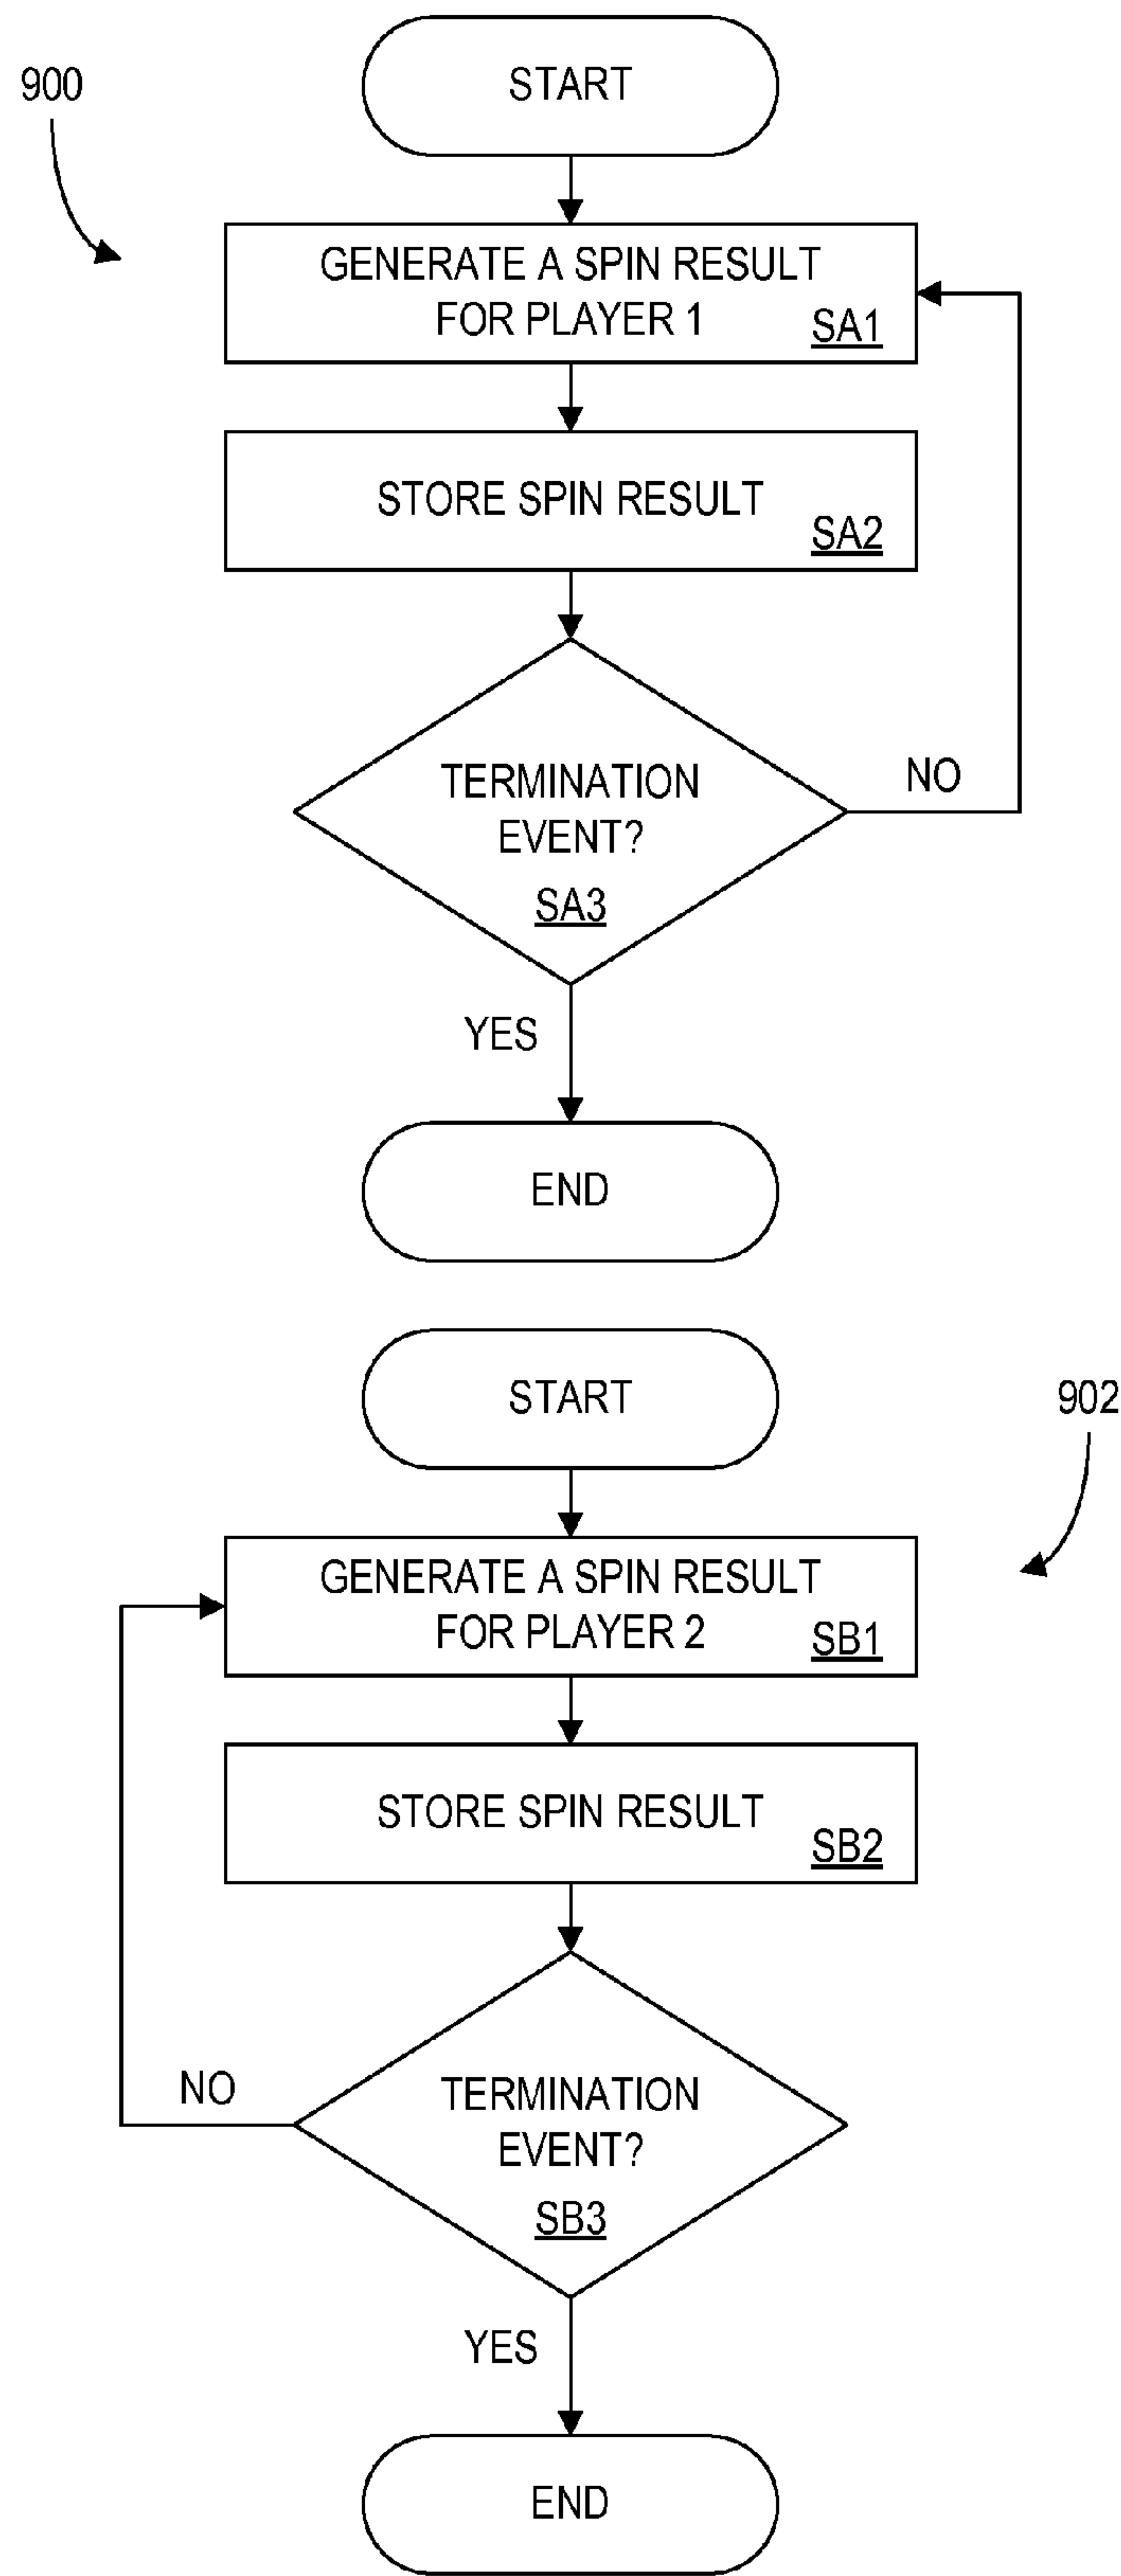 START
900
GENERATE A SPIN RESULT
FOR PLAYER 1
SA1
STORE SPIN RESULT
SA2
TERMINATION
EVENT?
SA3
NO
YES
END
START
902
GENERATE A SPIN RESULT
FOR PLAYER 2
SB1
STORE SPIN RESULT
SB2
TERMINATION
EVENT?
SB3
NO
YES
END